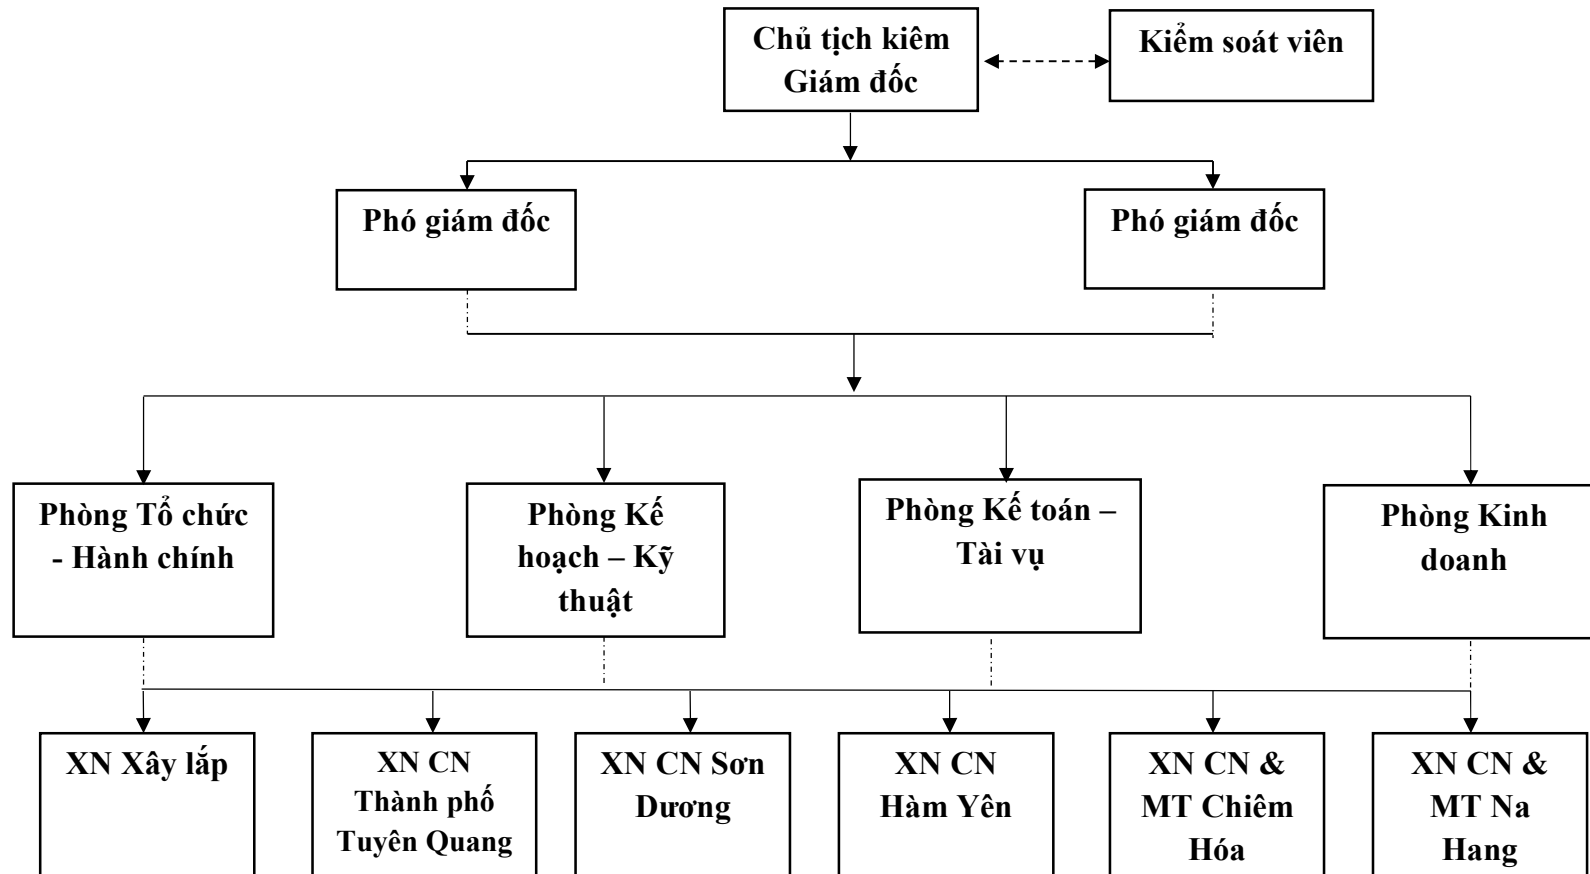 Chủ tịch kiêm
Giám đốc
Kiểm soát viên
Phó giám đốc
Phó giám đốc
Phòng Tổ chức
- Hành chính
Phòng Kế
hoạch – Kỹ
thuật
Phòng Kế toán –
Tài vụ
Phòng Kinh
doanh
XN Xây lắp
XN CN
Thành phố
Tuyên Quang
XN CN Sơn
Dương
XN CN
Hàm Yên
XN CN &
MT Chiêm
Hóa
XN CN &
MT Na
Hang